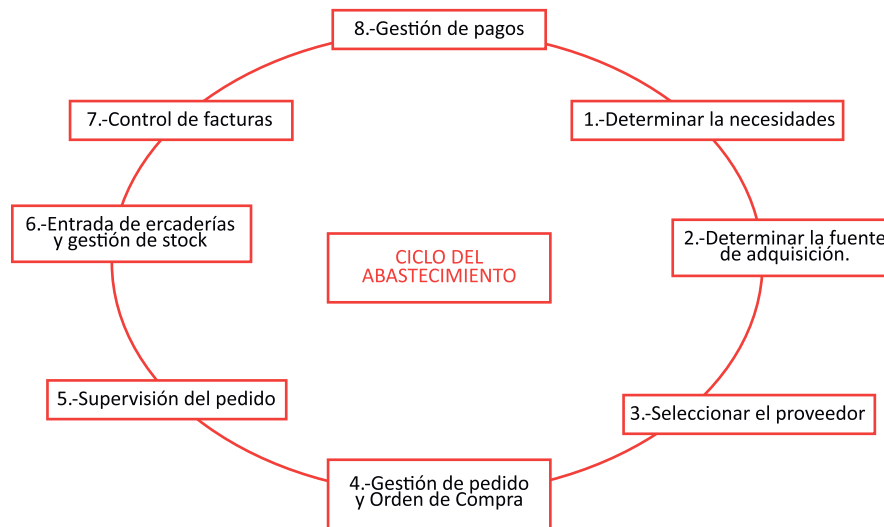 8.-Gestión de pagos
7.-Control de facturas
1.-Determinar la necesidades
6.-Entrada de ercaderías
y gestión de stock
2.-Determinar la fuente
de adquisición.
CICLO DEL
ABASTECIMIENTO
5.-Supervisión del pedido
3.-Seleccionar el proveedor
4.-Gestión de pedido
y Orden de Compra